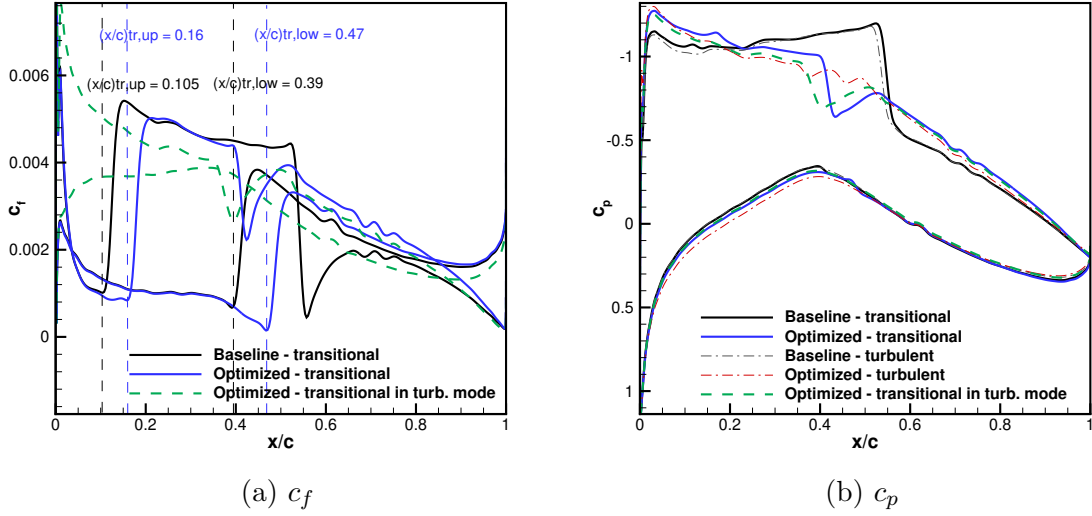 (x/c)tr,up = 0.16
(x/c)tr,low = 0.47
(x/c)tr,up = 0.105
(x/c)tr,low = 0.39
0.006
0.004
0.002
0
c_f
Baseline - transitional
Optimized - transitional
Optimized - transitional in turb. mode
0 0.2 0.4 0.6 0.8 1
x/c
(a) c_f
-1
-0.5
0
0.5
1
c_p
Baseline - transitional
Optimized - transitional
Baseline - turbulent
Optimized - turbulent
Optimized - transitional in turb. mode
0 0.2 0.4 0.6 0.8 1
x/c
(b) c_p